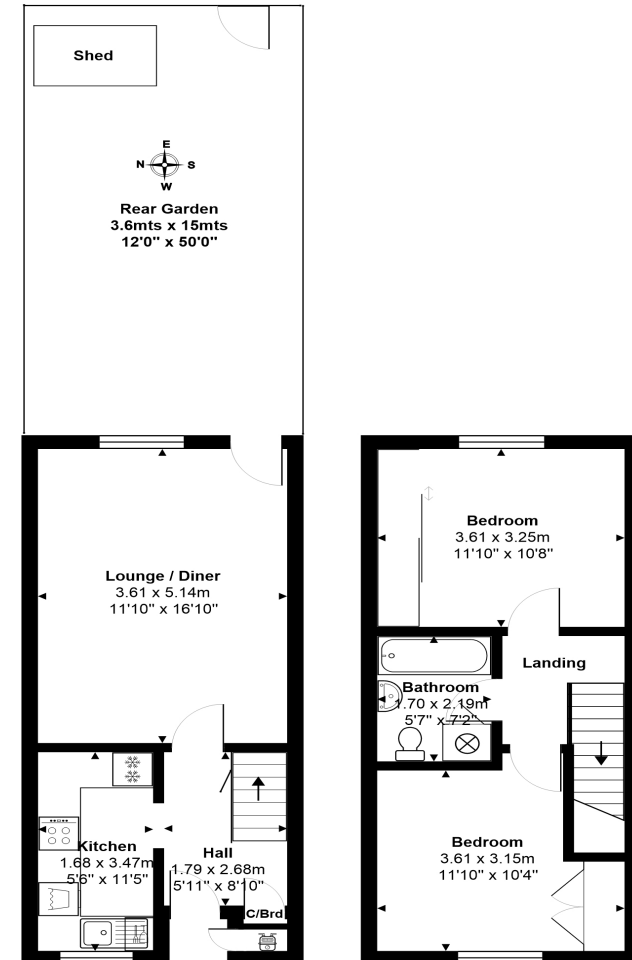 Shed
E
N S
W
Rear Garden
3.6mts x 15mts
12'0" x 50'0"
Lounge / Diner
3.61 x 5.14m
11'10" x 16'10"
Kitchen
1.68 x 3.47m
5'6" x 11'5"
Hall
1.79 x 2.68m
5'11" x 8'10"
C/Brd
Bedroom
3.61 x 3.25m
11'10" x 10'8"
Landing
Bathroom
1.70 x 2.19m
5'7" x 7'2"
Bedroom
3.61 x 3.15m
11'10" x 10'4"